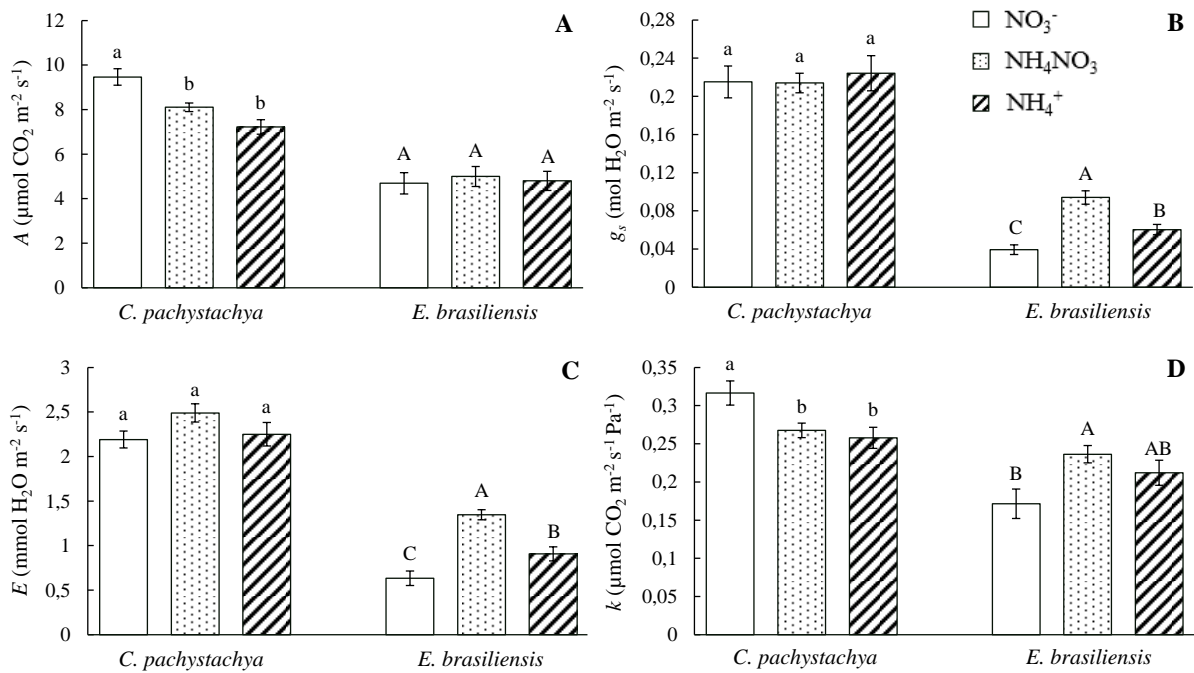 A
A (µmol CO₂ m⁻² s⁻¹)
12
10
8
6
4
2
0
a
b
b
A
A
A
C. pachystachya
E. brasiliensis
B
gₛ (mol H₂O m⁻² s⁻¹)
0,28
0,24
0,2
0,16
0,12
0,08
0,04
0
a
a
a
C
A
B
C. pachystachya
E. brasiliensis
NO₃⁻
NH₄NO₃
NH₄⁺
C
E (mmol H₂O m⁻² s⁻¹)
3
2,5
2
1,5
1
0,5
0
a
a
a
C
A
B
C. pachystachya
E. brasiliensis
D
k (µmol CO₂ m⁻² s⁻¹ Pa⁻¹)
0,35
0,3
0,25
0,2
0,15
0,1
0,05
0
a
b
b
B
A
AB
C. pachystachya
E. brasiliensis